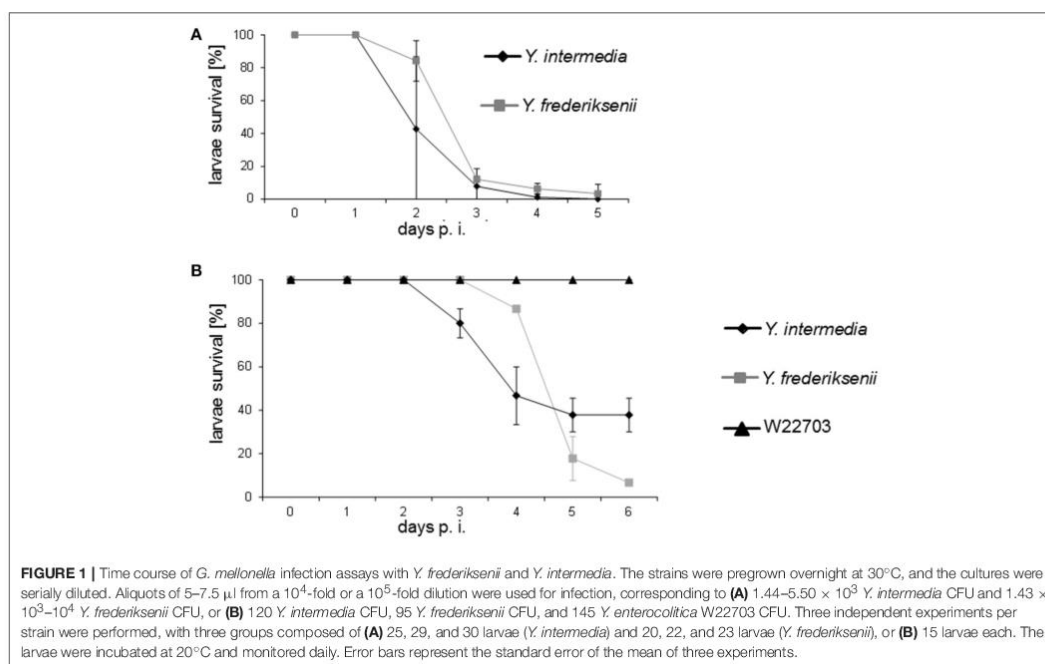 A
larvae survival [%]
100
80
60
40
20
0
0 1 2 3 4 5
days p. i.
Y. intermedia
Y. frederiksenii
B
larvae survival [%]
100
80
60
40
20
0
0 1 2 3 4 5 6
days p. i.
Y. intermedia
Y. frederiksenii
W22703
FIGURE 1 | Time course of G. mellonella infection assays with Y. frederiksenii and Y. intermedia. The strains were pregrown overnight at 30°C, and the cultures were
serially diluted. Aliquots of 5–7.5 µl from a 10⁴-fold or a 10⁵-fold dilution were used for infection, corresponding to (A) 1.44–5.50 × 10³ Y. intermedia CFU and 1.43 ×
10³–10⁴ Y. frederiksenii CFU, or (B) 120 Y. intermedia CFU, 95 Y. frederiksenii CFU, and 145 Y. enterocolitica W22703 CFU. Three independent experiments per
strain were performed, with three groups composed of (A) 25, 29, and 30 larvae (Y. intermedia) and 20, 22, and 23 larvae (Y. frederiksenii), or (B) 15 larvae each. The
larvae were incubated at 20°C and monitored daily. Error bars represent the standard error of the mean of three experiments.